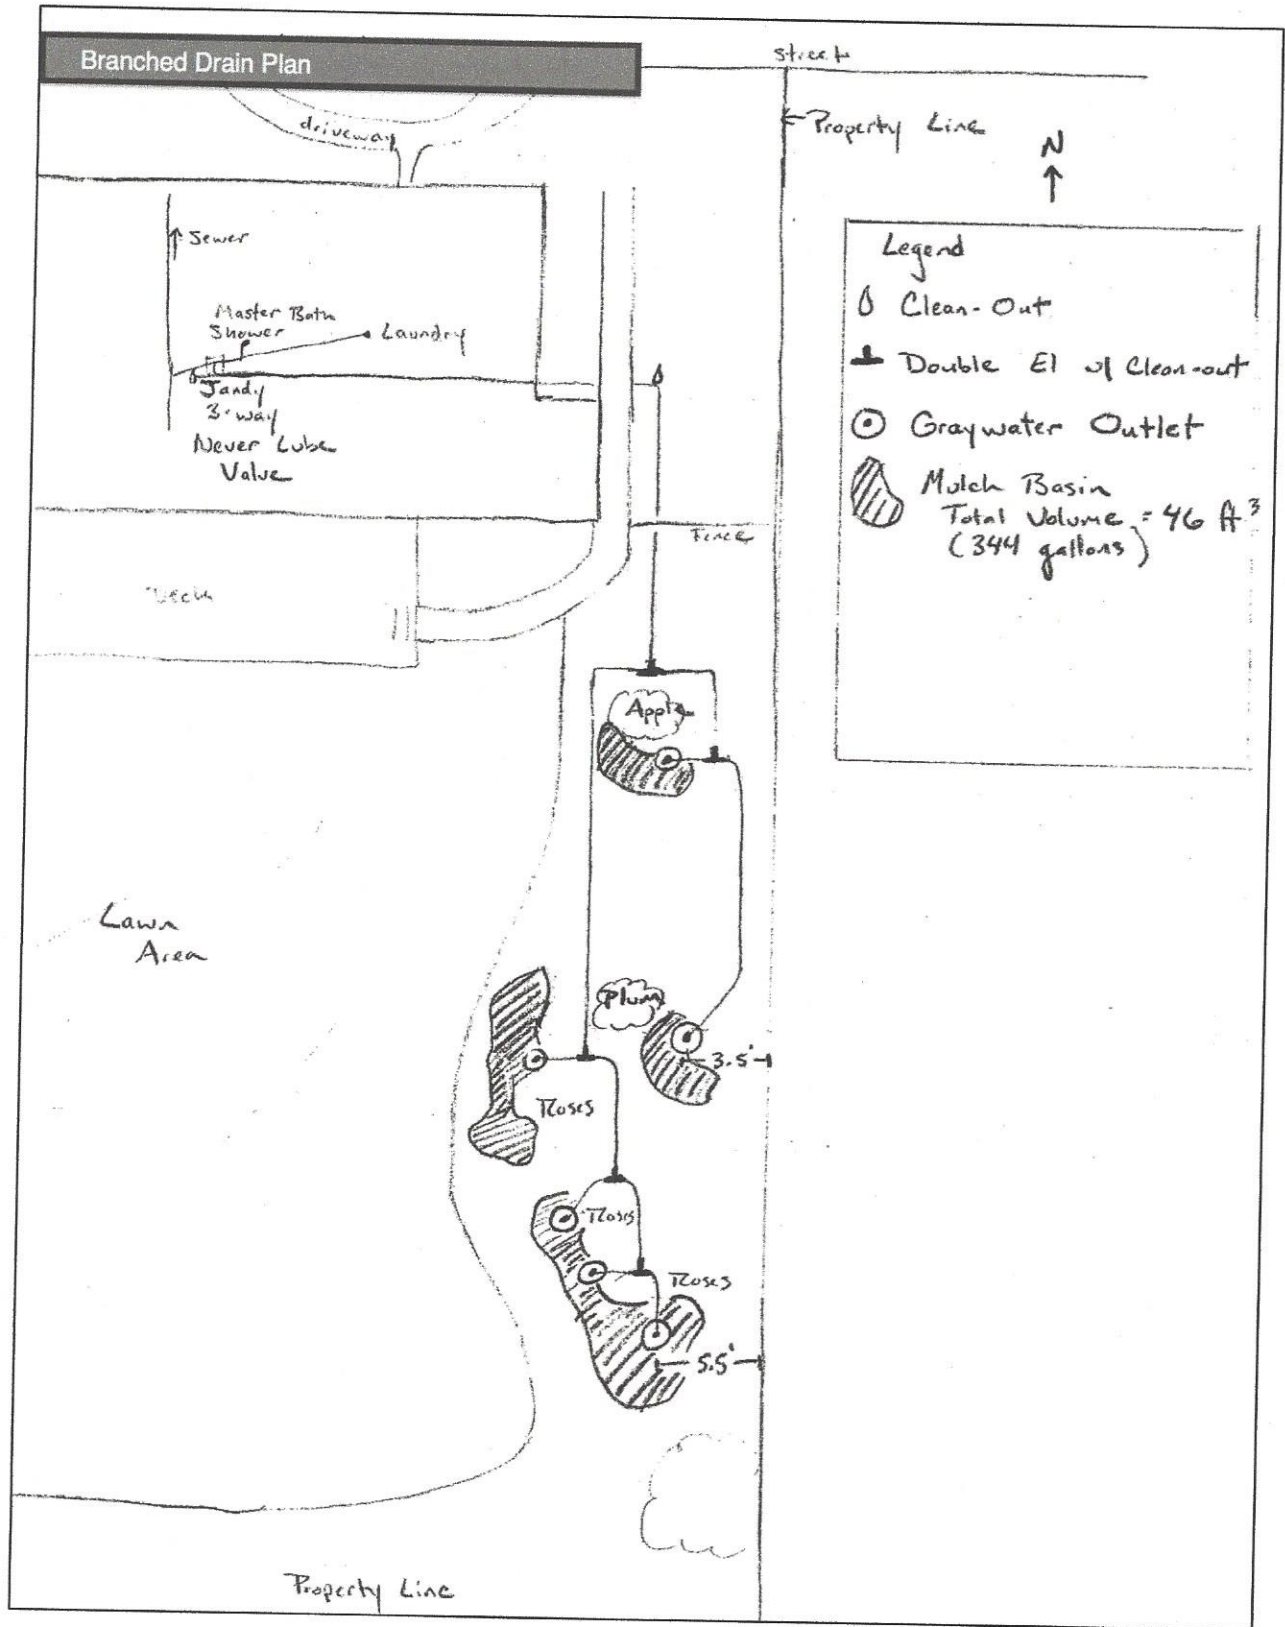 Branched Drain Plan
Street
driveway
Property Line
N
Sewer
Master Bath
Shower
Laundry
Jandy
3-way
Never Lube
Valve
Legend
Clean-Out
Double El w/ Clean-out
Graywater Outlet
Mulch Basin
Total Volume = 46 ft³
(344 gallons)
Fence
Deck
Apple
Lawn
Area
Plum
3.5'
Roses
Roses
Roses
5.5'
Property Line